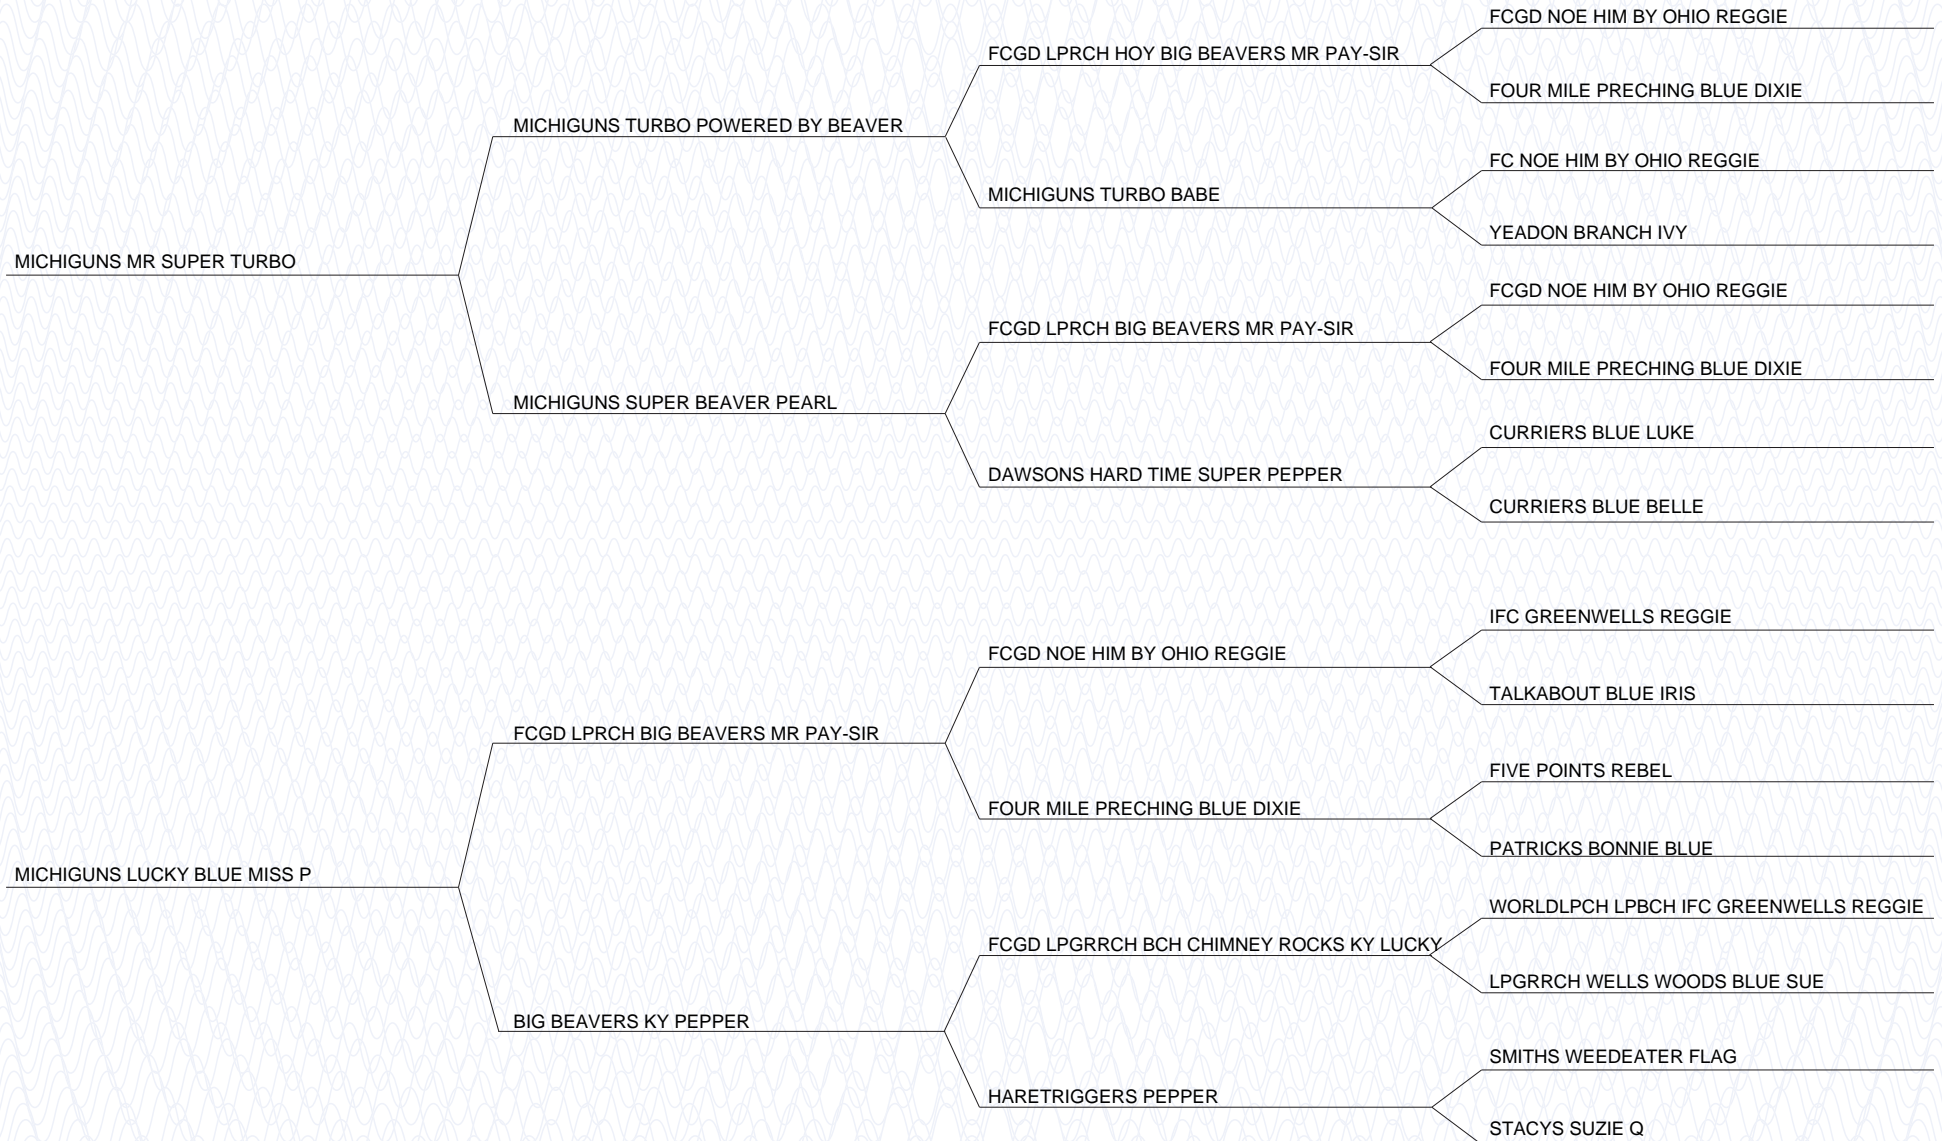 FCGD NOE HIM BY OHIO REGGIE
FCGD LPRCH HOY BIG BEAVERS MR PAY-SIR
FOUR MILE PRECHING BLUE DIXIE
MICHIGUNS TURBO POWERED BY BEAVER
FC NOE HIM BY OHIO REGGIE
MICHIGUNS TURBO BABE
YEADON BRANCH IVY
MICHIGUNS MR SUPER TURBO
FCGD NOE HIM BY OHIO REGGIE
FCGD LPRCH BIG BEAVERS MR PAY-SIR
FOUR MILE PRECHING BLUE DIXIE
MICHIGUNS SUPER BEAVER PEARL
CURRIERS BLUE LUKE
DAWSONS HARD TIME SUPER PEPPER
CURRIERS BLUE BELLE
IFC GREENWELLS REGGIE
FCGD NOE HIM BY OHIO REGGIE
TALKABOUT BLUE IRIS
FCGD LPRCH BIG BEAVERS MR PAY-SIR
FIVE POINTS REBEL
FOUR MILE PRECHING BLUE DIXIE
PATRICKS BONNIE BLUE
MICHIGUNS LUCKY BLUE MISS P
WORLDLPCH LPBCH IFC GREENWELLS REGGIE
FCGD LPGRRCH BCH CHIMNEY ROCKS KY LUCKY
LPGRRCH WELLS WOODS BLUE SUE
BIG BEAVERS KY PEPPER
SMITHS WEEDEATER FLAG
HARETRIGGERS PEPPER
STACYS SUZIE Q